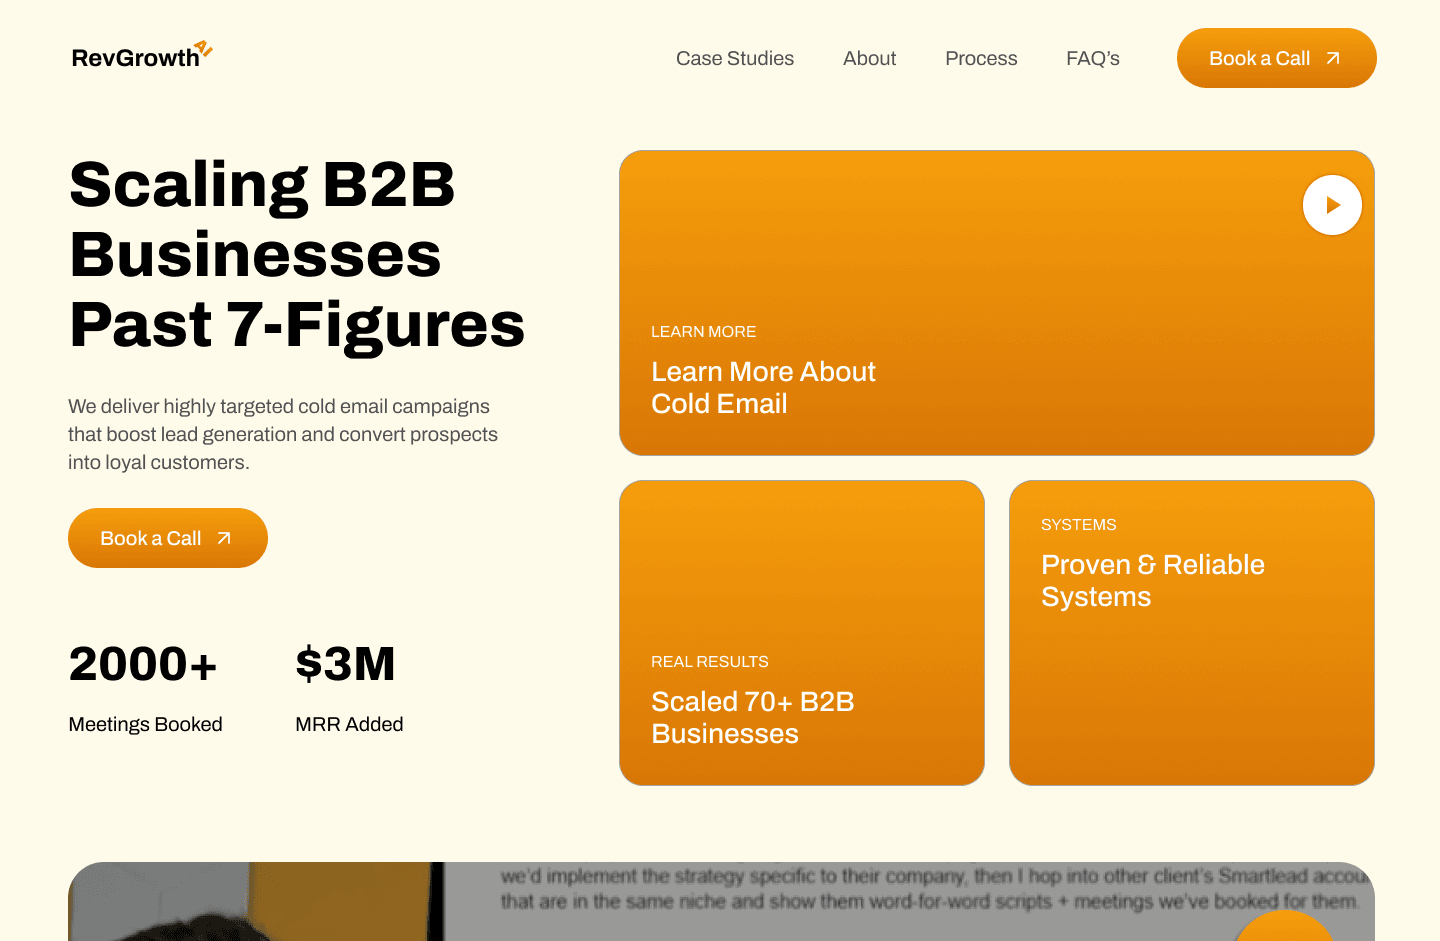 RevGrowthAI
Case Studies
About
Process
FAQ’s
Book a Call
Scaling B2B
Businesses
Past 7-Figures
We deliver highly targeted cold email campaigns
that boost lead generation and convert prospects
into loyal customers.
Book a Call
2000+
Meetings Booked
$3M
MRR Added
LEARN MORE
Learn More About
Cold Email
REAL RESULTS
Scaled 70+ B2B
Businesses
SYSTEMS
Proven & Reliable
Systems
we’d implement the strategy specific to their company, then I hop into other client’s Smartlead
that are in the same niche and show them word-for-word scripts + meetings we’ve booked for them.